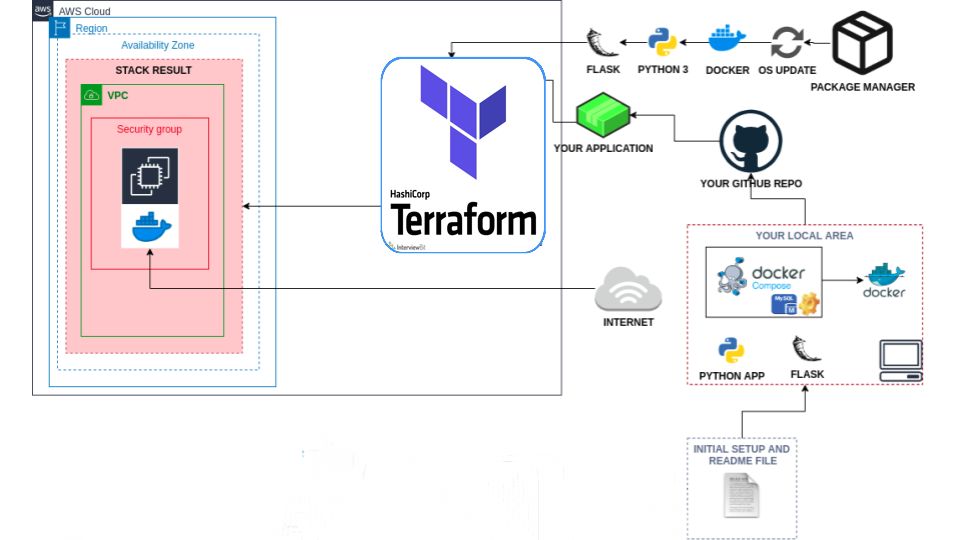 aws
AWS Cloud
Region
Availability Zone
STACK RESULT
VPC
Security group
HashiCorp
Terraform
InterviewBit
FLASK
PYTHON 3
DOCKER
OS UPDATE
PACKAGE MANAGER
YOUR APPLICATION
YOUR GITHUB REPO
INTERNET
YOUR LOCAL AREA
docker
Compose
MySQL
M
docker
PYTHON APP
FLASK
INITIAL SETUP AND
README FILE